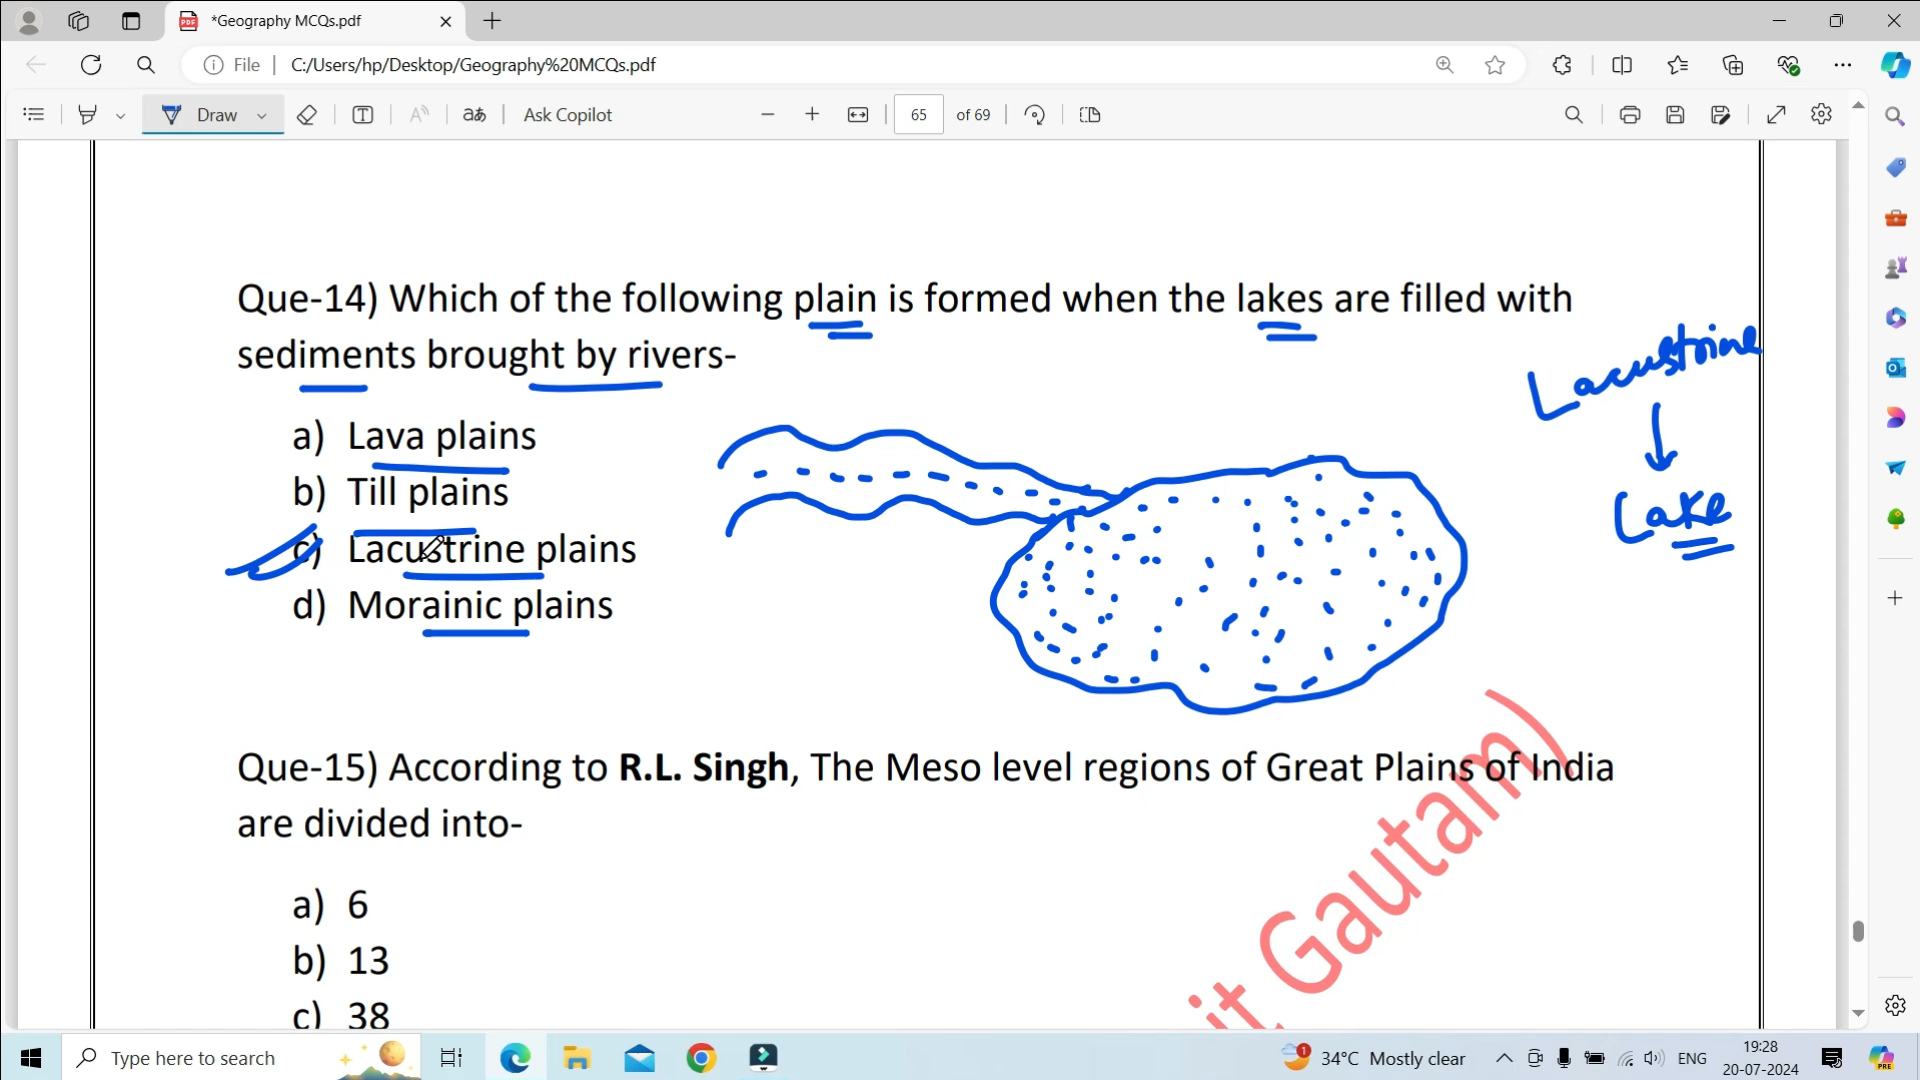 *Geography MCQs.pdf
File
C:/Users/hp/Desktop/Geography%20MCQs.pdf
Draw
Ask Copilot
65 of 69
Que-14) Which of the following plain is formed when the lakes are filled with
sediments brought by rivers-
Lacustrine
a) Lava plains
b) Till plains
Lake
c) Lacustrine plains
d) Morainic plains
Que-15) According to R.L. Singh, The Meso level regions of Great Plains of India
are divided into-
a) 6
b) 13
c) 38
it Gautam)
Type here to search
1
34°C Mostly clear
ENG
19:28
20-07-2024